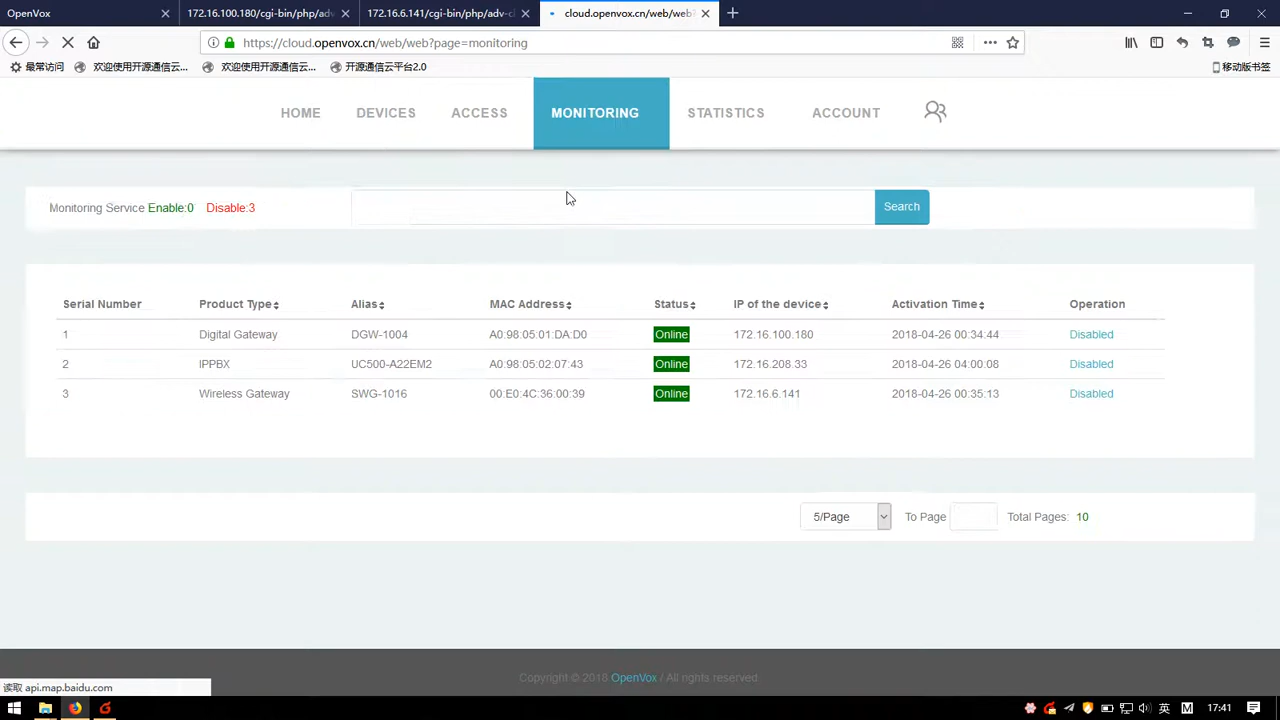 OpenVox
172.16.100.180/cgi-bin/php/adv
172.16.6.141/cgi-bin/php/adv-c
cloud.openvox.cn/web/web?
https://cloud.openvox.cn/web/web?page=monitoring
最常访问
欢迎使用开源通信云...
欢迎使用开源通信云...
开源通信云平台2.0
移动版书签
HOME
DEVICES
ACCESS
MONITORING
STATISTICS
ACCOUNT
Monitoring Service Enable:0 Disable:3
Search
Serial Number Product Type Alias MAC Address Status IP of the device Activation Time Operation
1 Digital Gateway DGW-1004 A0:98:05:01:DA:D0 Online 172.16.100.180 2018-04-26 00:34:44 Disabled
2 IPPBX UC500-A22EM2 A0:98:05:02:07:43 Online 172.16.208.33 2018-04-26 04:00:08 Disabled
3 Wireless Gateway SWG-1016 00:E0:4C:36:00:39 Online 172.16.6.141 2018-04-26 00:35:13 Disabled
5/Page To Page Total Pages: 10
Copyright © 2018 OpenVox / All rights reserved
读取 api.map.baidu.com
英
M
17:41